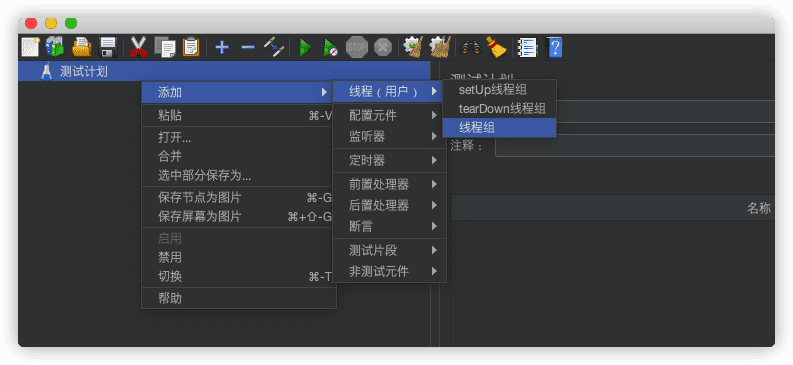 STOP
测试计划
添加
粘贴 ⌘-V
打开...
合并
选中部分保存为...
保存节点为图片 ⌘-G
保存屏幕为图片 ⌘+⇧-G
启用
禁用
切换 ⌘-T
帮助
线程（用户）
配置元件
监听器
定时器
前置处理器
后置处理器
断言
测试片段
非测试元件
setUp线程组
tearDown线程组
线程组
测试计划
注释：
名称